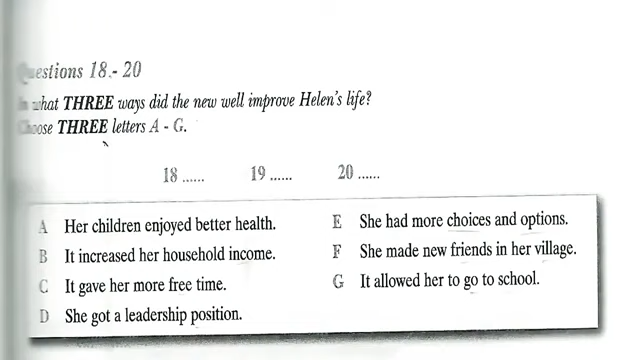 Questions 18 - 20
In what THREE ways did the new well improve Helen's life?
Choose THREE letters A - G.
18 ...... 19 ...... 20 ......
A Her children enjoyed better health.
B It increased her household income.
C It gave her more free time.
D She got a leadership position.
E She had more choices and options.
F She made new friends in her village.
G It allowed her to go to school.